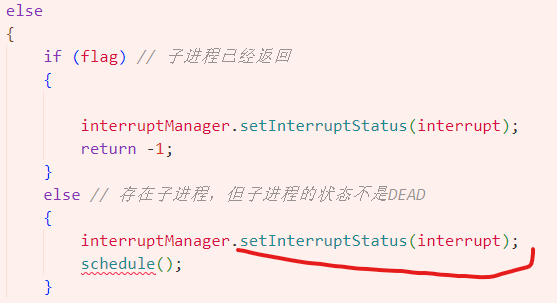 else
{
if (flag) // 子进程已经返回
{
interruptManager.setInterruptStatus(interrupt);
return -1;
}
else // 存在子进程，但子进程的状态不是DEAD
{
interruptManager.setInterruptStatus(interrupt);
schedule();
}